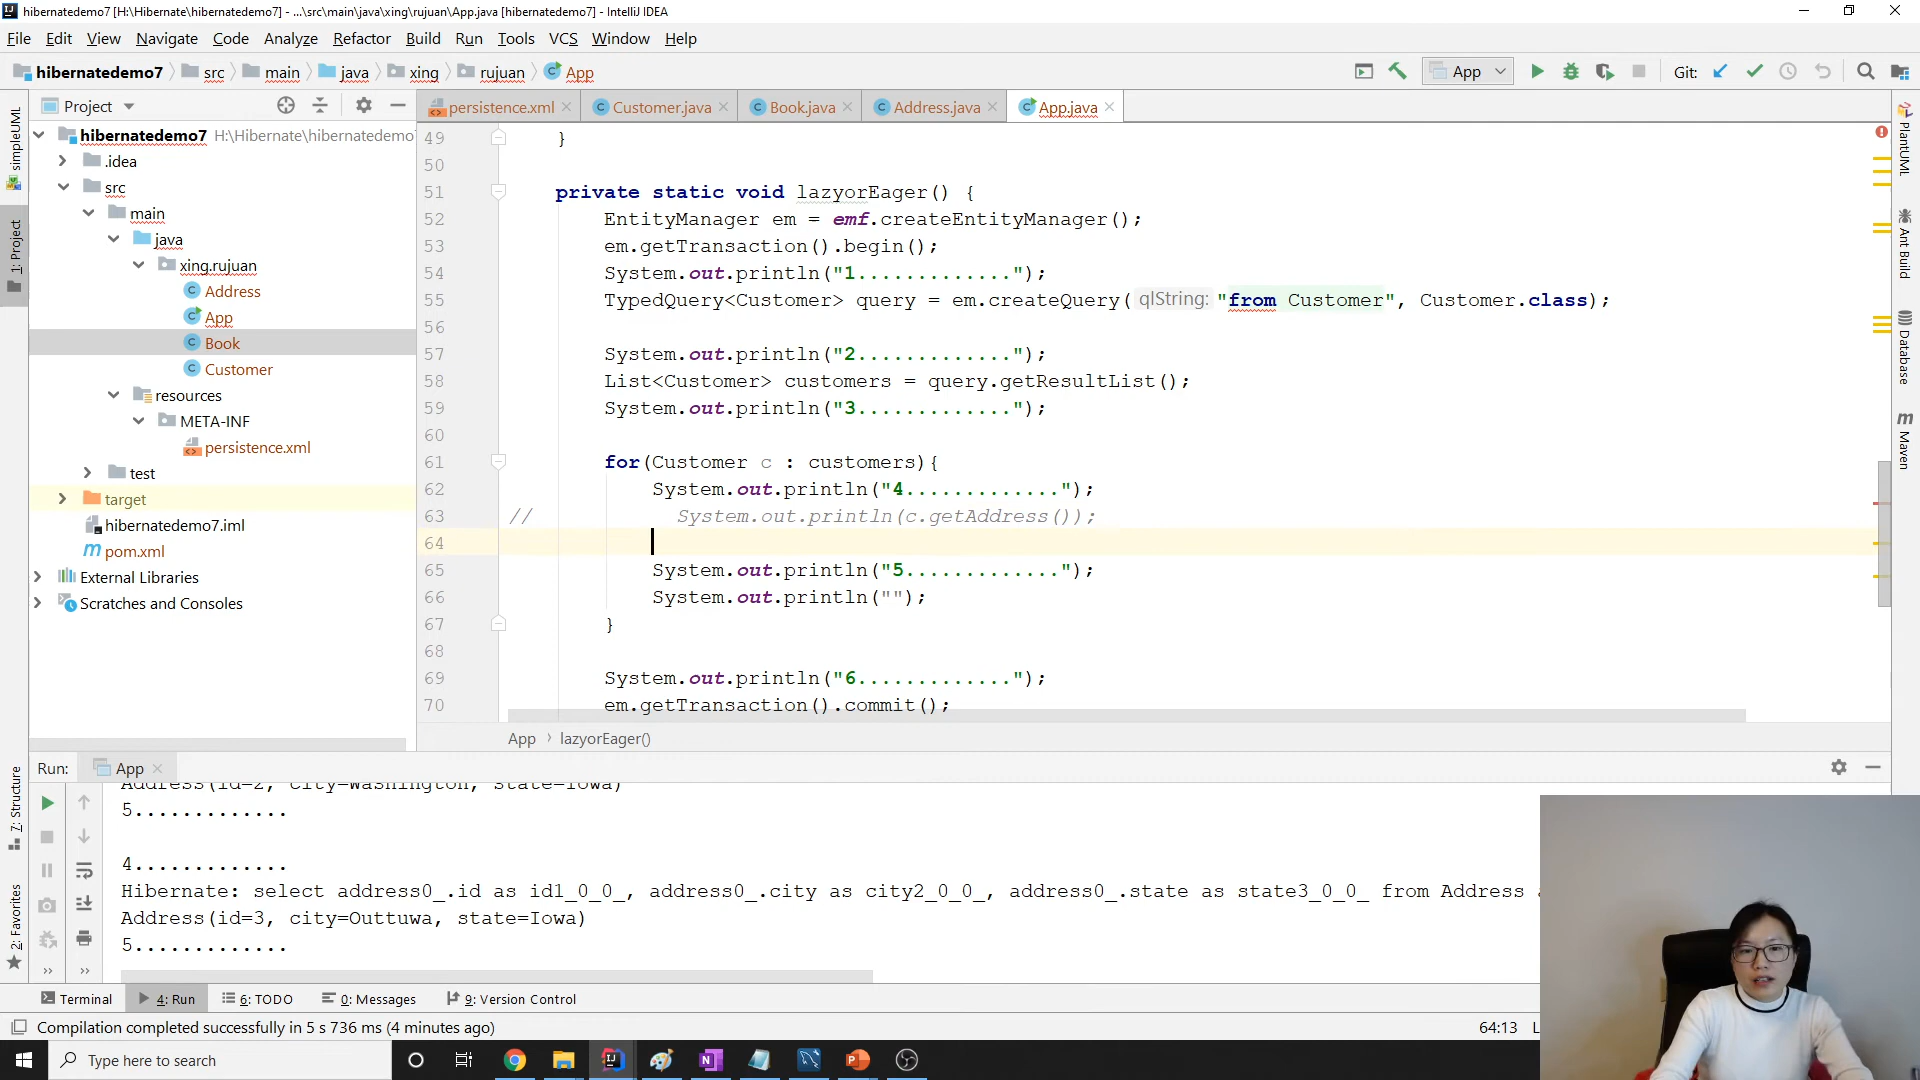 hibernatedemo7 [H:\Hibernate\hibernatedemo7] - ...\src\main\java\xing\rujuan\App.java [hibernatedemo7] - IntelliJ IDEA
File Edit View Navigate Code Analyze Refactor Build Run Tools VCS Window Help
hibernatedemo7 src main java xing rujuan App App Git:
Project persistence.xml Customer.java Book.java Address.java App.java
hibernatedemo7 H:\Hibernate\hibernatedemo
.idea
src
main
java
xing.rujuan
Address
App
Book
Customer
resources
META-INF
persistence.xml
test
target
hibernatedemo7.iml
pom.xml
External Libraries
Scratches and Consoles
simpleUML
1: Project
7: Structure
2: Favorites
49 }
50
51 private static void lazyorEager() {
52 EntityManager em = emf.createEntityManager();
53 em.getTransaction().begin();
54 System.out.println("1.............");
55 TypedQuery<Customer> query = em.createQuery( qlString: "from Customer", Customer.class);
56
57 System.out.println("2.............");
58 List<Customer> customers = query.getResultList();
59 System.out.println("3.............");
60
61 for(Customer c : customers){
62 System.out.println("4.............");
63 // System.out.println(c.getAddress());
64
65 System.out.println("5.............");
66 System.out.println("");
67 }
68
69 System.out.println("6.............");
70 em.getTransaction().commit();
App › lazyorEager()
PlantUML
Ant Build
Database
Maven
Run: App
Address(id=2, city=Washington, state=Iowa)
5.............
4.............
Hibernate: select address0_.id as id1_0_0_, address0_.city as city2_0_0_, address0_.state as state3_0_0_ from Address
Address(id=3, city=Outtuwa, state=Iowa)
5.............
Terminal 4: Run 6: TODO 0: Messages 9: Version Control
Compilation completed successfully in 5 s 736 ms (4 minutes ago) 64:13
Type here to search